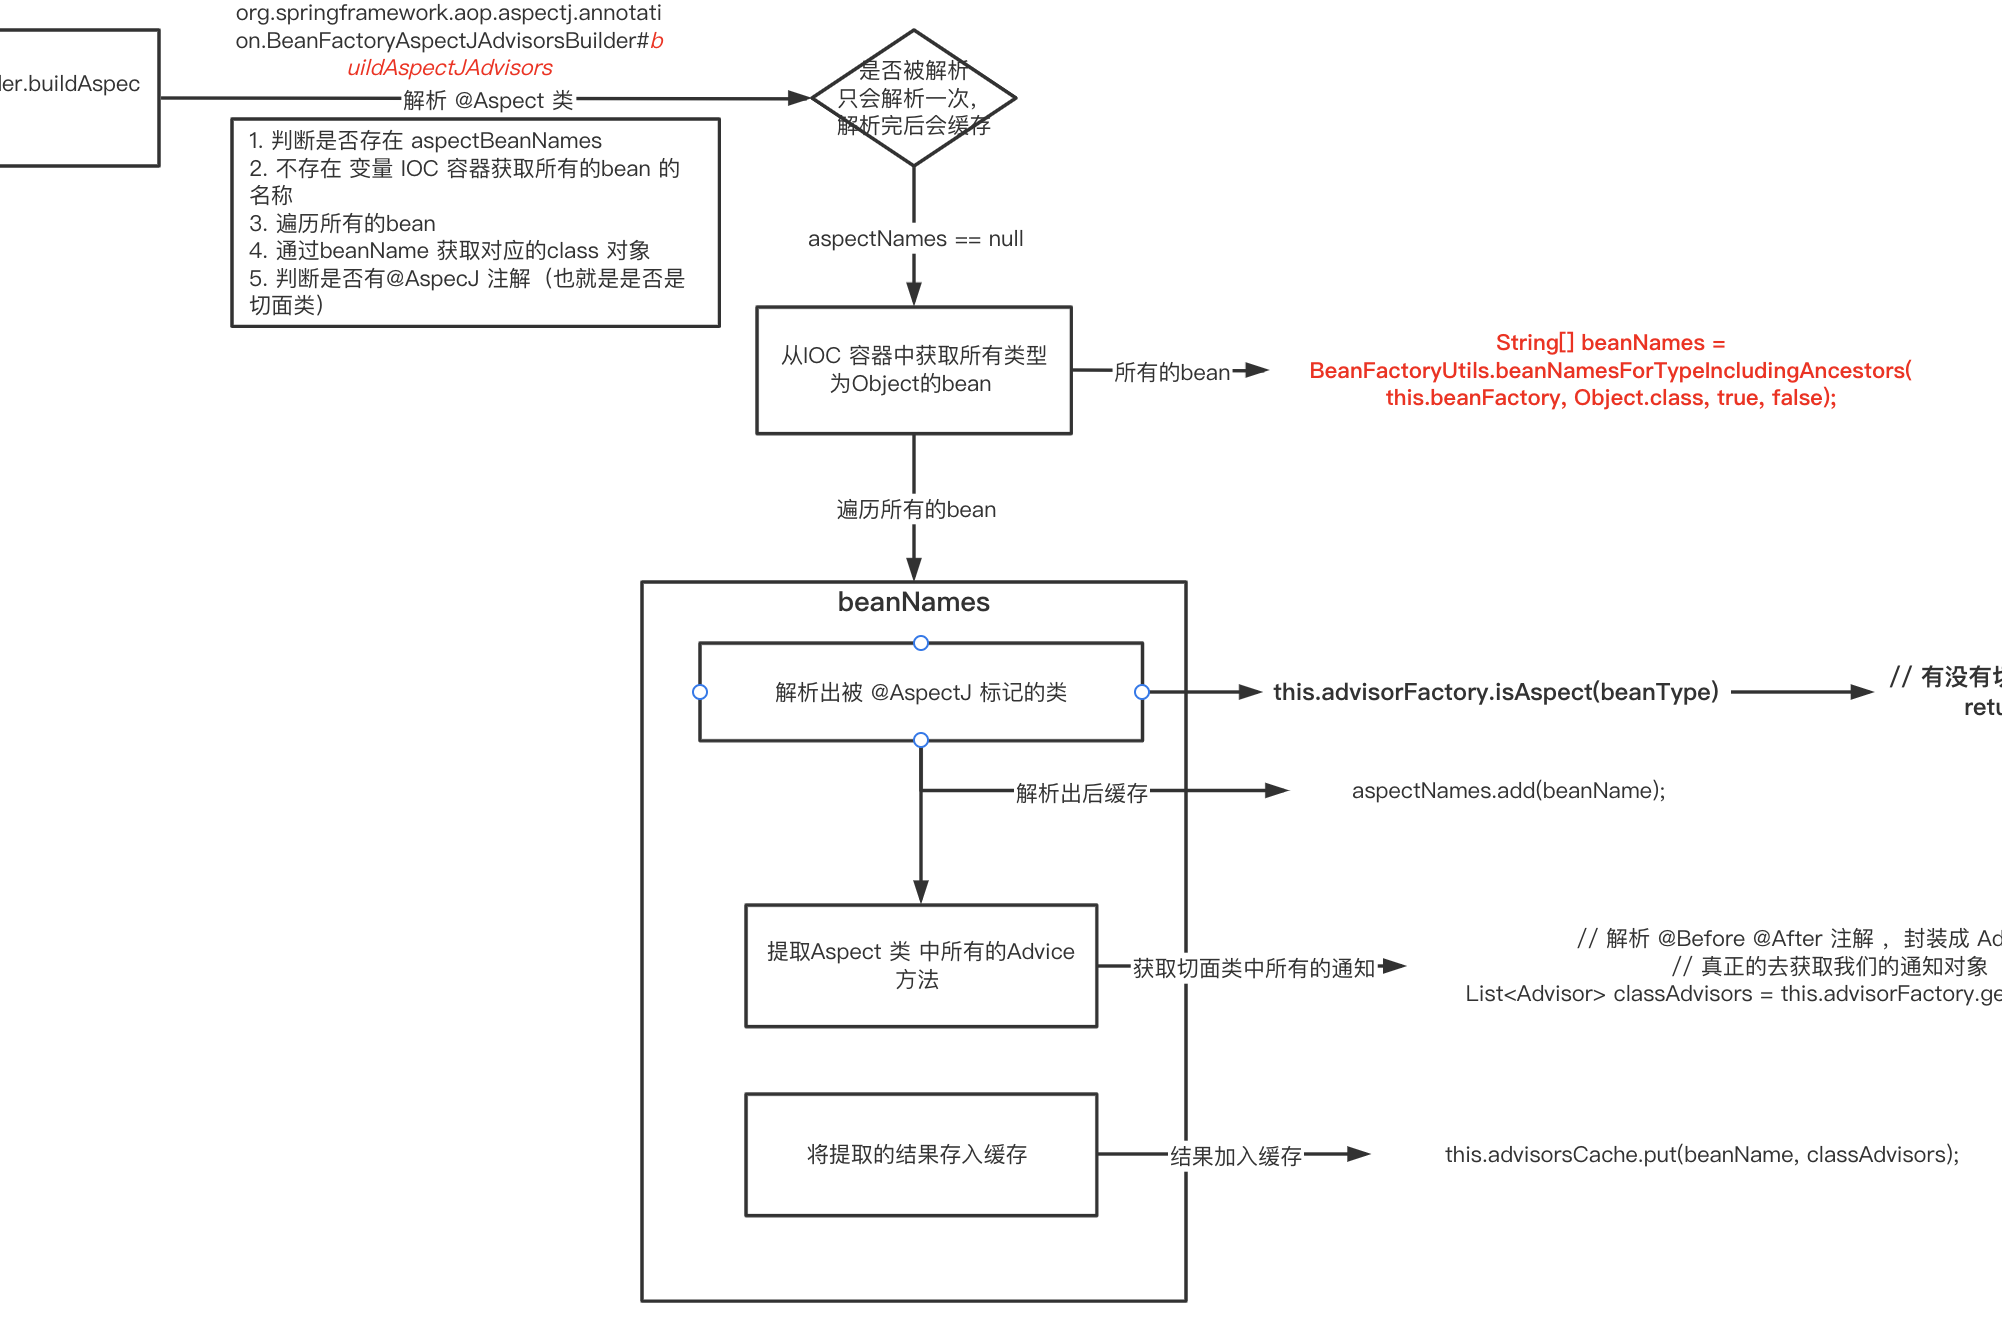 org.springframework.aop.aspectj.annotati
on.BeanFactoryAspectJAdvisorsBuilder#b
uildAspectJAdvisors
ler.buildAspec
解析 @Aspect 类
是否被解析
只会解析一次，
解析完后会缓存
1. 判断是否存在 aspectBeanNames
2. 不存在 变量 IOC 容器获取所有的bean 的
名称
3. 遍历所有的bean
4. 通过beanName 获取对应的class 对象
5. 判断是否有@AspecJ 注解（也就是是否是
切面类）
aspectNames == null
从IOC 容器中获取所有类型
为Object的bean
所有的bean
String[] beanNames =
BeanFactoryUtils.beanNamesForTypeIncludingAncestors(
this.beanFactory, Object.class, true, false);
遍历所有的bean
beanNames
解析出被 @AspectJ 标记的类
this.advisorFactory.isAspect(beanType)
// 有没有
retu
解析出后缓存
aspectNames.add(beanName);
提取Aspect 类 中所有的Advice
方法
获取切面类中所有的通知
// 解析 @Before @After 注解 ，封装成 Ad
// 真正的去获取我们的通知对象
List<Advisor> classAdvisors = this.advisorFactory.ge
将提取的结果存入缓存
结果加入缓存
this.advisorsCache.put(beanName, classAdvisors);